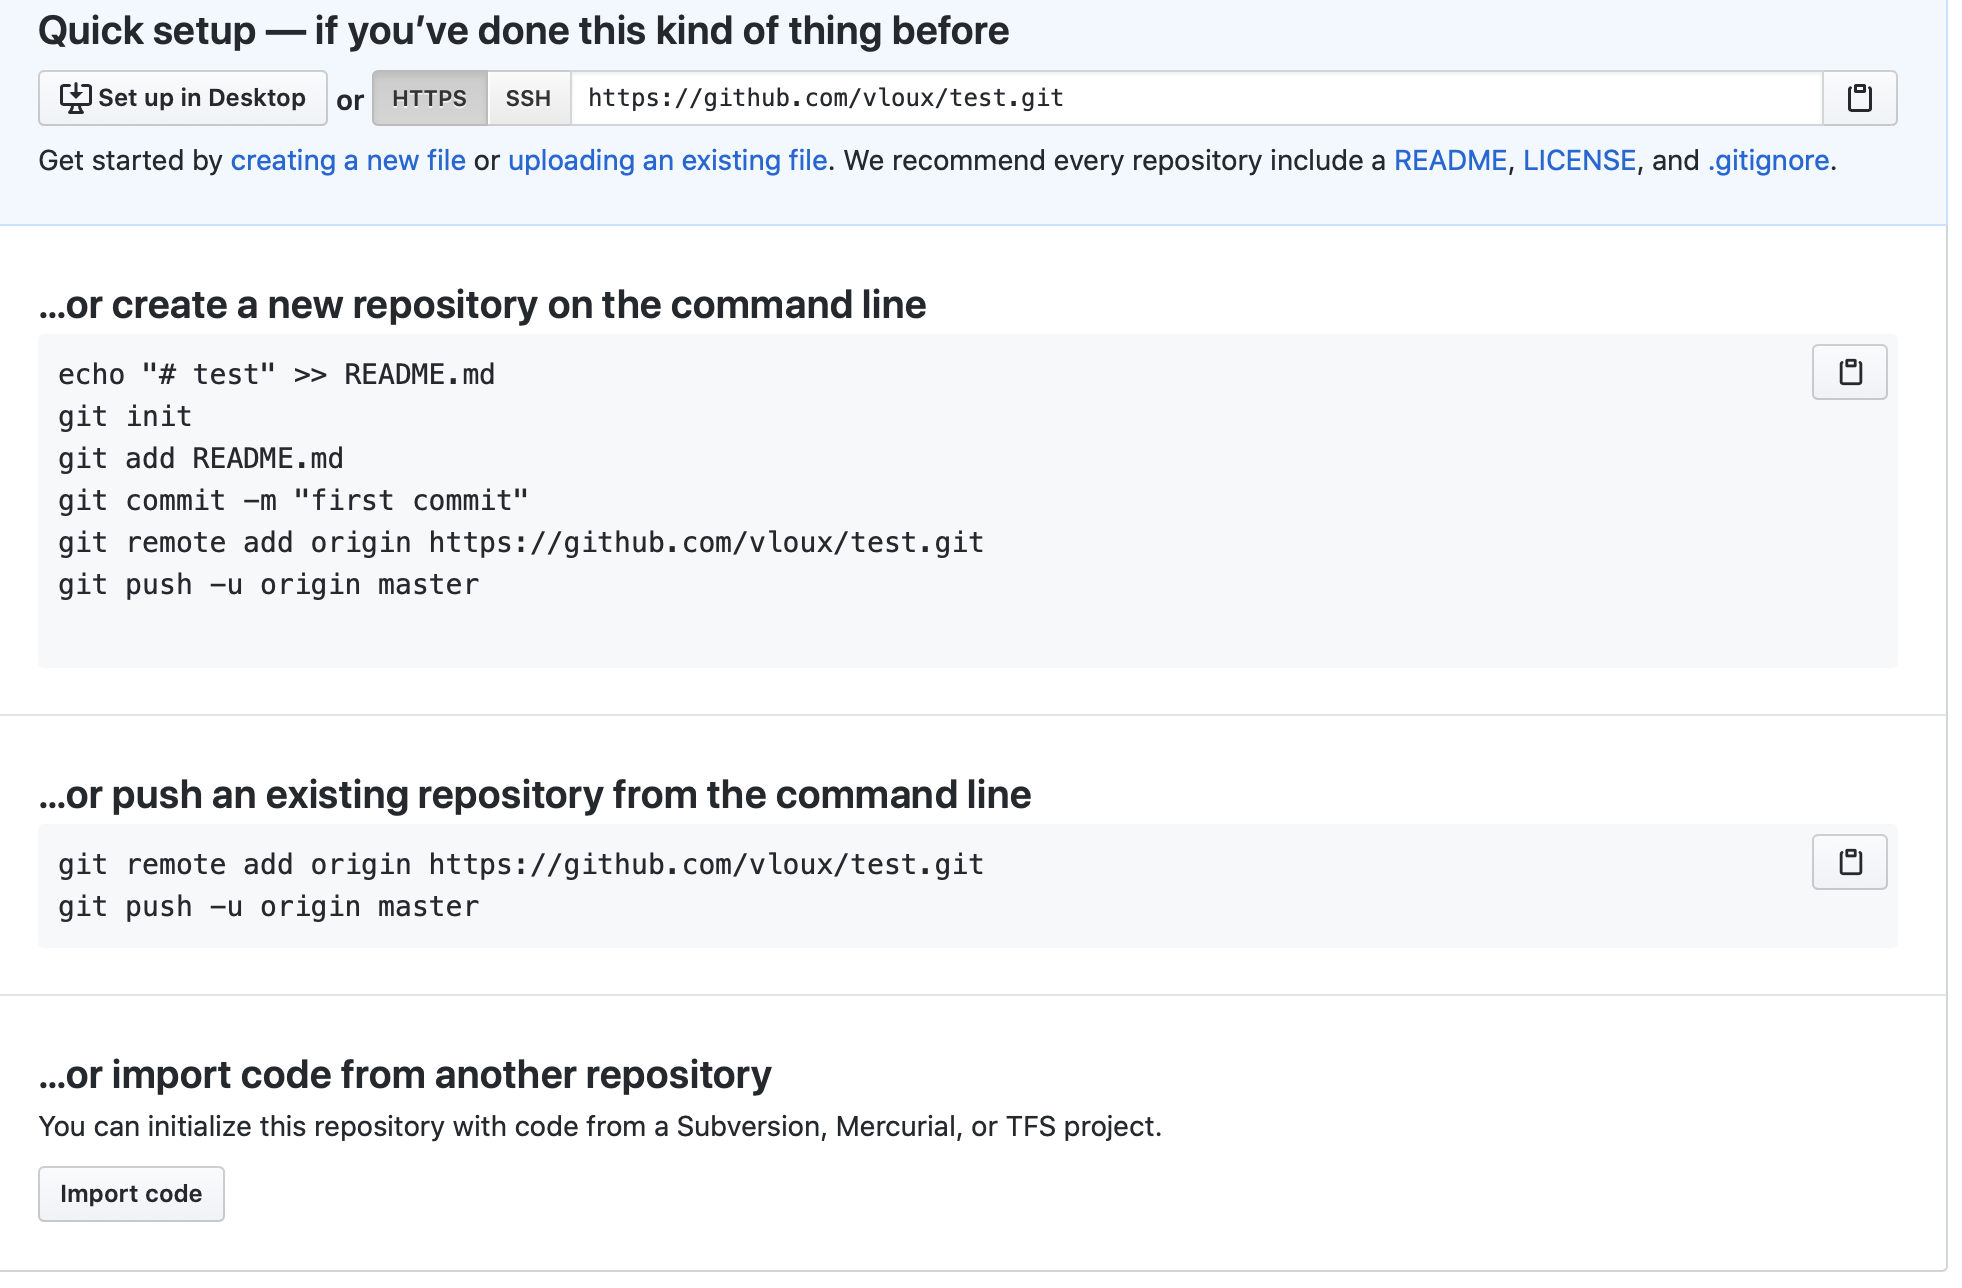 Quick setup — if you’ve done this kind of thing before
Set up in Desktop or HTTPS SSH https://github.com/vloux/test.git
Get started by creating a new file or uploading an existing file. We recommend every repository include a README, LICENSE, and .gitignore.
…or create a new repository on the command line
echo "# test" >> README.md
git init
git add README.md
git commit -m "first commit"
git remote add origin https://github.com/vloux/test.git
git push -u origin master
…or push an existing repository from the command line
git remote add origin https://github.com/vloux/test.git
git push -u origin master
…or import code from another repository
You can initialize this repository with code from a Subversion, Mercurial, or TFS project.
Import code